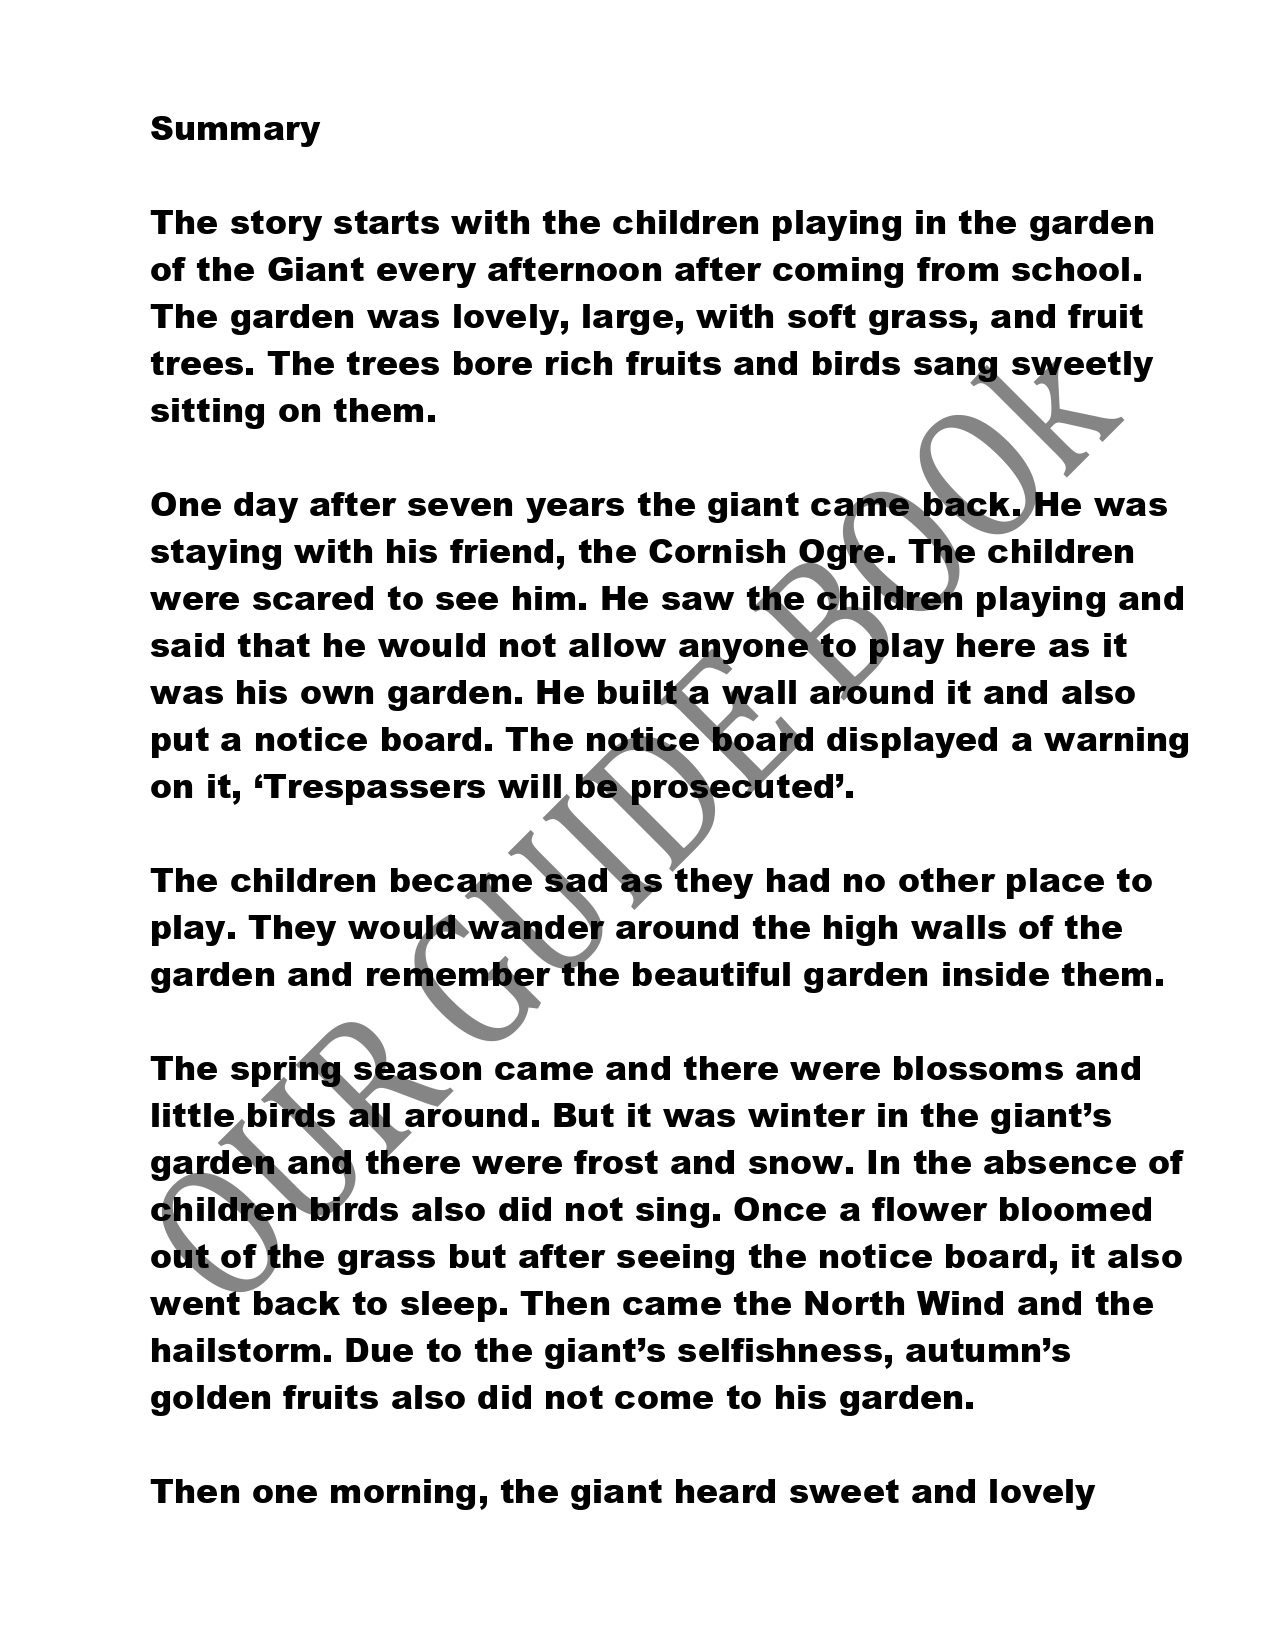 Summary
The story starts with the children playing in the garden
of the Giant every afternoon after coming from school.
The garden was lovely, large, with soft grass, and fruit
trees. The trees bore rich fruits and birds sang sweetly
sitting on them.
One day after seven years the giant came back. He was
staying with his friend, the Cornish Ogre. The children
were scared to see him. He saw the children playing and
said that he would not allow anyone to play here as it
was his own garden. He built a wall around it and also
put a notice board. The notice board displayed a warning
on it, ‘Trespassers will be prosecuted’.
The children became sad as they had no other place to
play. They would wander around the high walls of the
garden and remember the beautiful garden inside them.
The spring season came and there were blossoms and
little birds all around. But it was winter in the giant’s
garden and there were frost and snow. In the absence of
children birds also did not sing. Once a flower bloomed
out of the grass but after seeing the notice board, it also
went back to sleep. Then came the North Wind and the
hailstorm. Due to the giant’s selfishness, autumn’s
golden fruits also did not come to his garden.
Then one morning, the giant heard sweet and lovely
OUR GUIDE BOOk